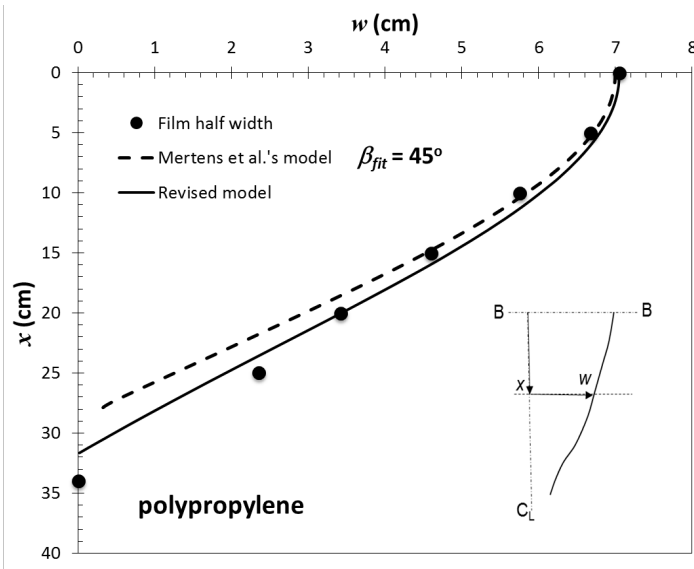 w (cm)
0 1 2 3 4 5 6 7 8
0
5
10
15
20
25
30
35
40
x (cm)
Film half width
Mertens et al.'s model
Revised model
βfit = 45º
B B
x w
CL
polypropylene